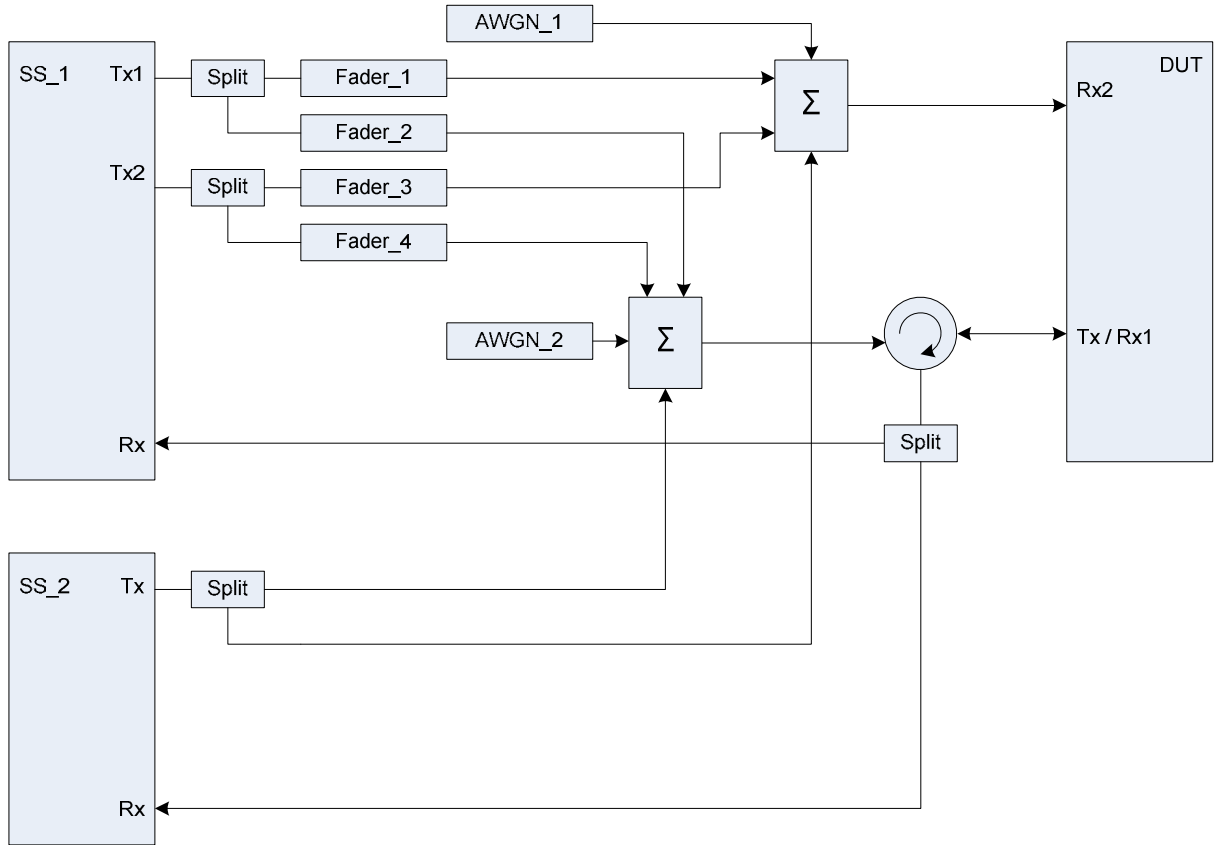 AWGN_1
SS_1
Tx1
Split
Fader_1
Σ
DUT
Rx2
Fader_2
Tx2
Split
Fader_3
Fader_4
AWGN_2
Σ
Tx / Rx1
Rx
Split
SS_2
Tx
Split
Rx